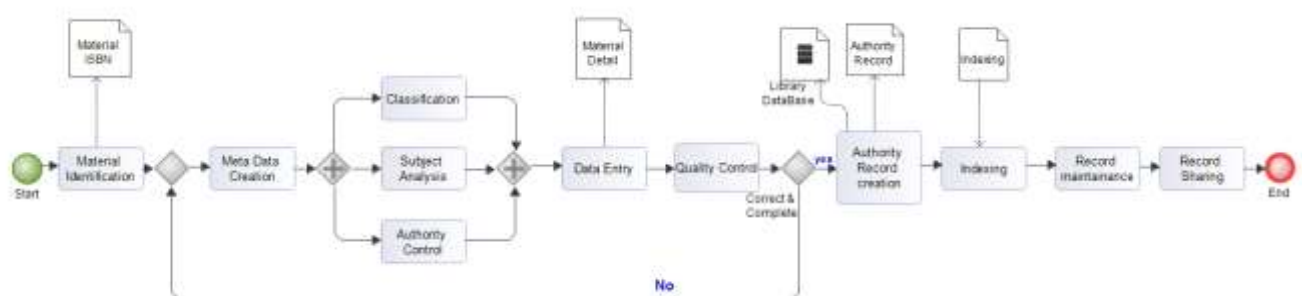 Material
ISBN
Material
Detail
Library
DataBase
Authority
Record
Indexing
Start
Material
Identification
Meta Data
Creation
Classification
Subject
Analysis
Authority
Control
Data Entry
Quality Control
Correct &
Complete
yes
No
Authority
Record
creation
Indexing
Record
maintainance
Record
Sharing
End